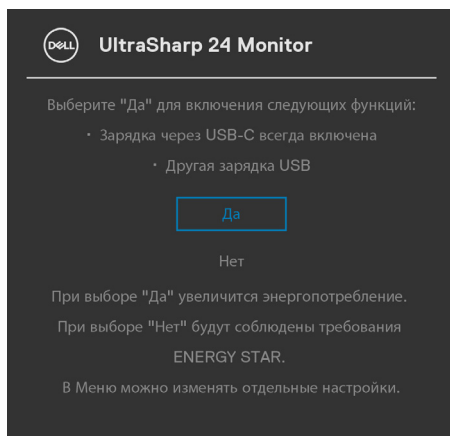 DELL UltraSharp 24 Monitor
Выберите "Да" для включения следующих функций:
· Зарядка через USB-C всегда включена
· Другая зарядка USB
Да
Нет
При выборе "Да" увеличится энергопотребление.
При выборе "Нет" будут соблюдены требования
ENERGY STAR.
В Меню можно изменять отдельные настройки.